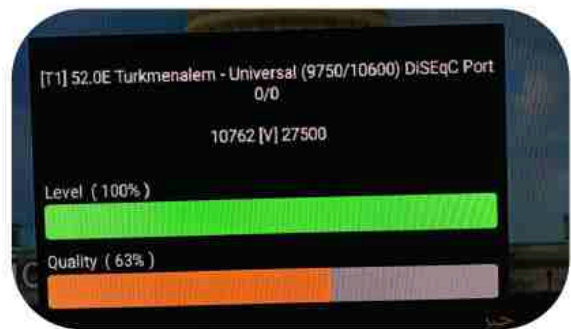 [T1] 52.0E Turkmenalem - Universal (9750/10600) DiSEqC Port
0/0
10762 [V] 27500
Level ( 100% )
Quality ( 63% )